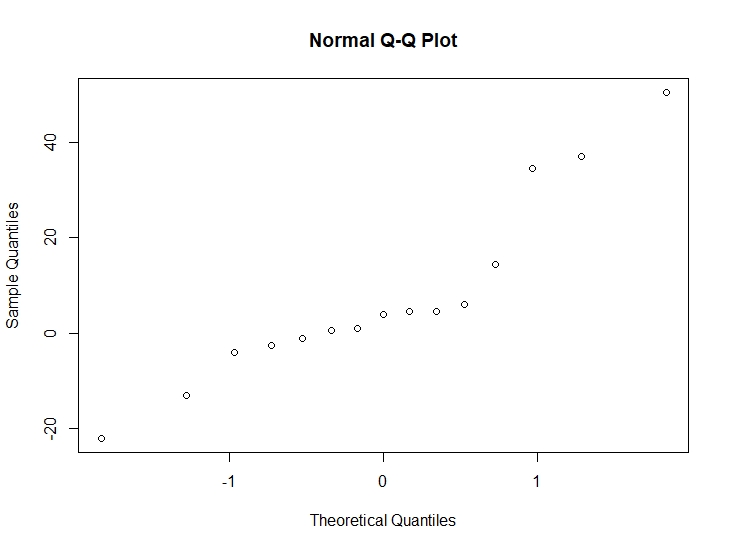 Normal Q-Q Plot
40
20
0
-20
Sample Quantiles
-1 0 1
Theoretical Quantiles